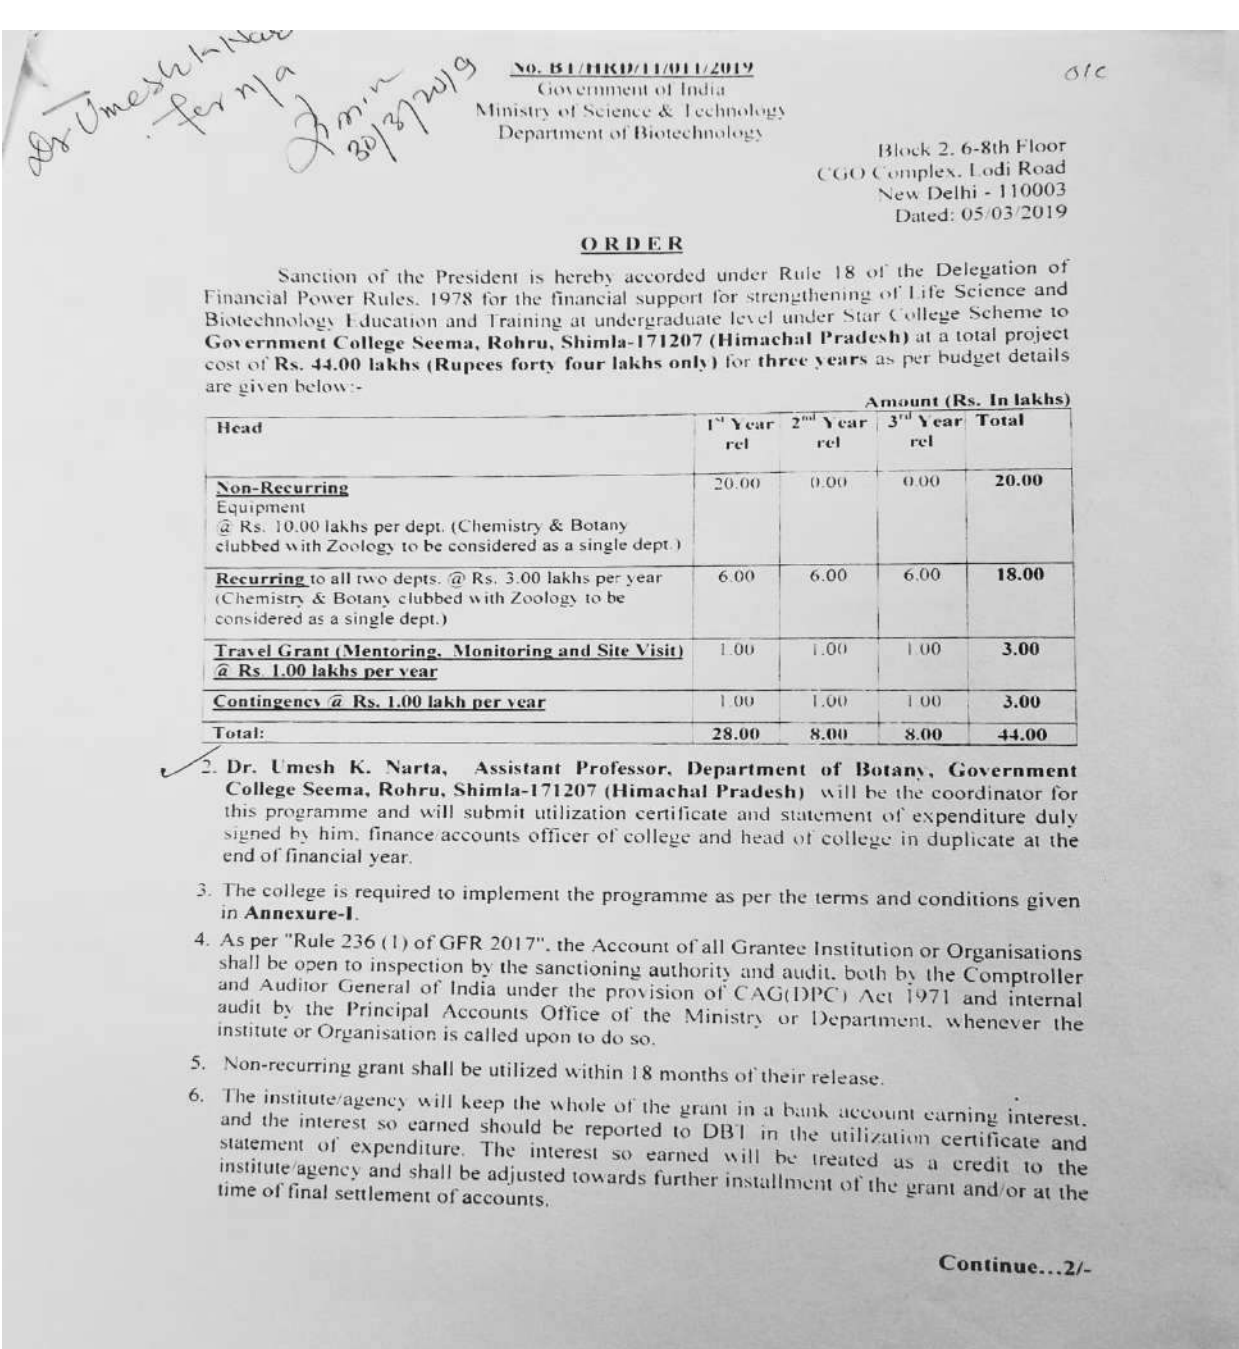 Dr Umesh K Nar
for n/a
30/3/2019
O/C
No. BT/HRD/11/011/2019
Government of India
Ministry of Science & Technology
Department of Biotechnology
Block 2, 6-8th Floor
CGO Complex, Lodi Road
New Delhi - 110003
Dated: 05/03/2019
ORDER
Sanction of the President is hereby accorded under Rule 18 of the Delegation of
Financial Power Rules, 1978 for the financial support for strengthening of Life Science and
Biotechnology Education and Training at undergraduate level under Star College Scheme to
Government College Seema, Rohru, Shimla-171207 (Himachal Pradesh) at a total project
cost of Rs. 44.00 lakhs (Rupees forty four lakhs only) for three years as per budget details
are given below:-
Amount (Rs. In lakhs)
Head 1st Year rel 2nd Year rel 3rd Year rel Total
Non-Recurring 20.00 0.00 0.00 20.00
Equipment
@ Rs. 10.00 lakhs per dept. (Chemistry & Botany
clubbed with Zoology to be considered as a single dept.)
Recurring to all two depts. @ Rs. 3.00 lakhs per year 6.00 6.00 6.00 18.00
(Chemistry & Botany clubbed with Zoology to be
considered as a single dept.)
Travel Grant (Mentoring, Monitoring and Site Visit) 1.00 1.00 1.00 3.00
@ Rs. 1.00 lakhs per year
Contingency @ Rs. 1.00 lakh per year 1.00 1.00 1.00 3.00
Total: 28.00 8.00 8.00 44.00
2. Dr. Umesh K. Narta, Assistant Professor, Department of Botany, Government
College Seema, Rohru, Shimla-171207 (Himachal Pradesh) will be the coordinator for
this programme and will submit utilization certificate and statement of expenditure duly
signed by him, finance/accounts officer of college and head of college in duplicate at the
end of financial year.
3. The college is required to implement the programme as per the terms and conditions given
in Annexure-I.
4. As per "Rule 236 (1) of GFR 2017", the Account of all Grantee Institution or Organisations
shall be open to inspection by the sanctioning authority and audit, both by the Comptroller
and Auditor General of India under the provision of CAG(DPC) Act 1971 and internal
audit by the Principal Accounts Office of the Ministry or Department, whenever the
institute or Organisation is called upon to do so.
5. Non-recurring grant shall be utilized within 18 months of their release.
6. The institute/agency will keep the whole of the grant in a bank account earning interest,
and the interest so earned should be reported to DBT in the utilization certificate and
statement of expenditure. The interest so earned will be treated as a credit to the
institute/agency and shall be adjusted towards further installment of the grant and/or at the
time of final settlement of accounts.
Continue...2/-